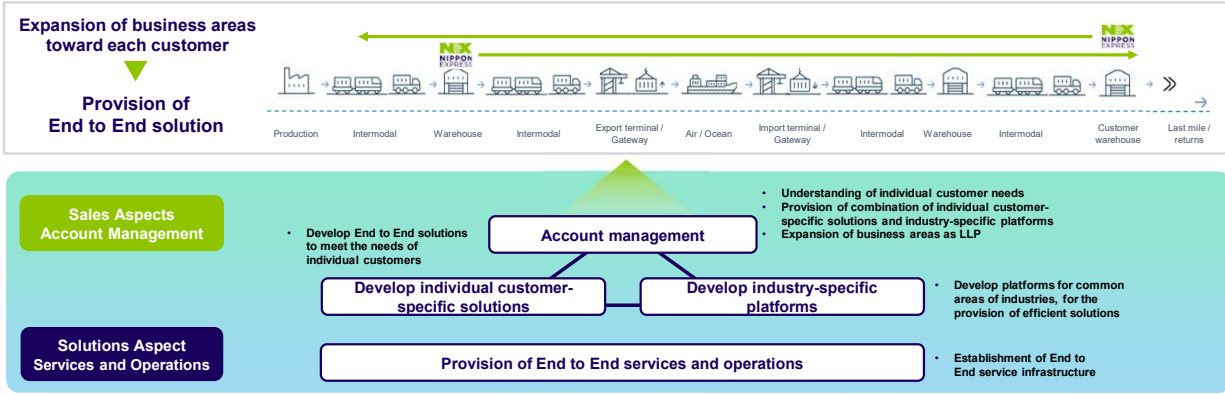 Expansion of business areas
toward each customer
Provision of
End to End solution
NX
NIPPON
EXPRESS
NX
NIPPON
EXPRESS
Production
Intermodal
Warehouse
Intermodal
Export terminal /
Gateway
Air / Ocean
Import terminal /
Gateway
Intermodal
Warehouse
Intermodal
Customer
warehouse
Last mile /
returns
Sales Aspects
Account Management
• Develop End to End solutions
to meet the needs of
individual customers
Account management
• Understanding of individual customer needs
• Provision of combination of individual customer-
specific solutions and industry-specific platforms
• Expansion of business areas as LLP
Develop individual customer-
specific solutions
Develop industry-specific
platforms
• Develop platforms for common
areas of industries, for the
provision of efficient solutions
Solutions Aspect
Services and Operations
Provision of End to End services and operations
• Establishment of End to
End service infrastructure